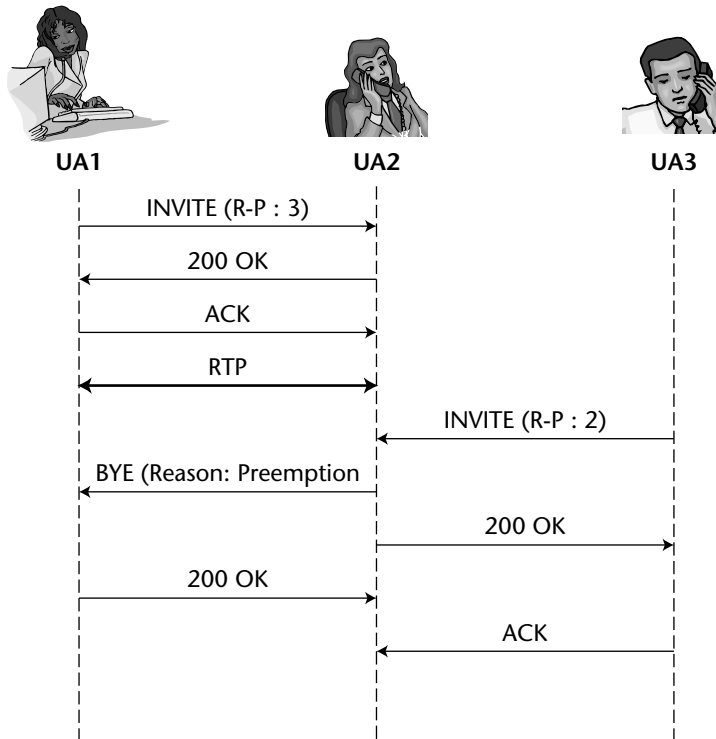 UA1
UA2
UA3
INVITE (R-P : 3)
200 OK
ACK
RTP
INVITE (R-P : 2)
BYE (Reason: Preemption
200 OK
200 OK
ACK